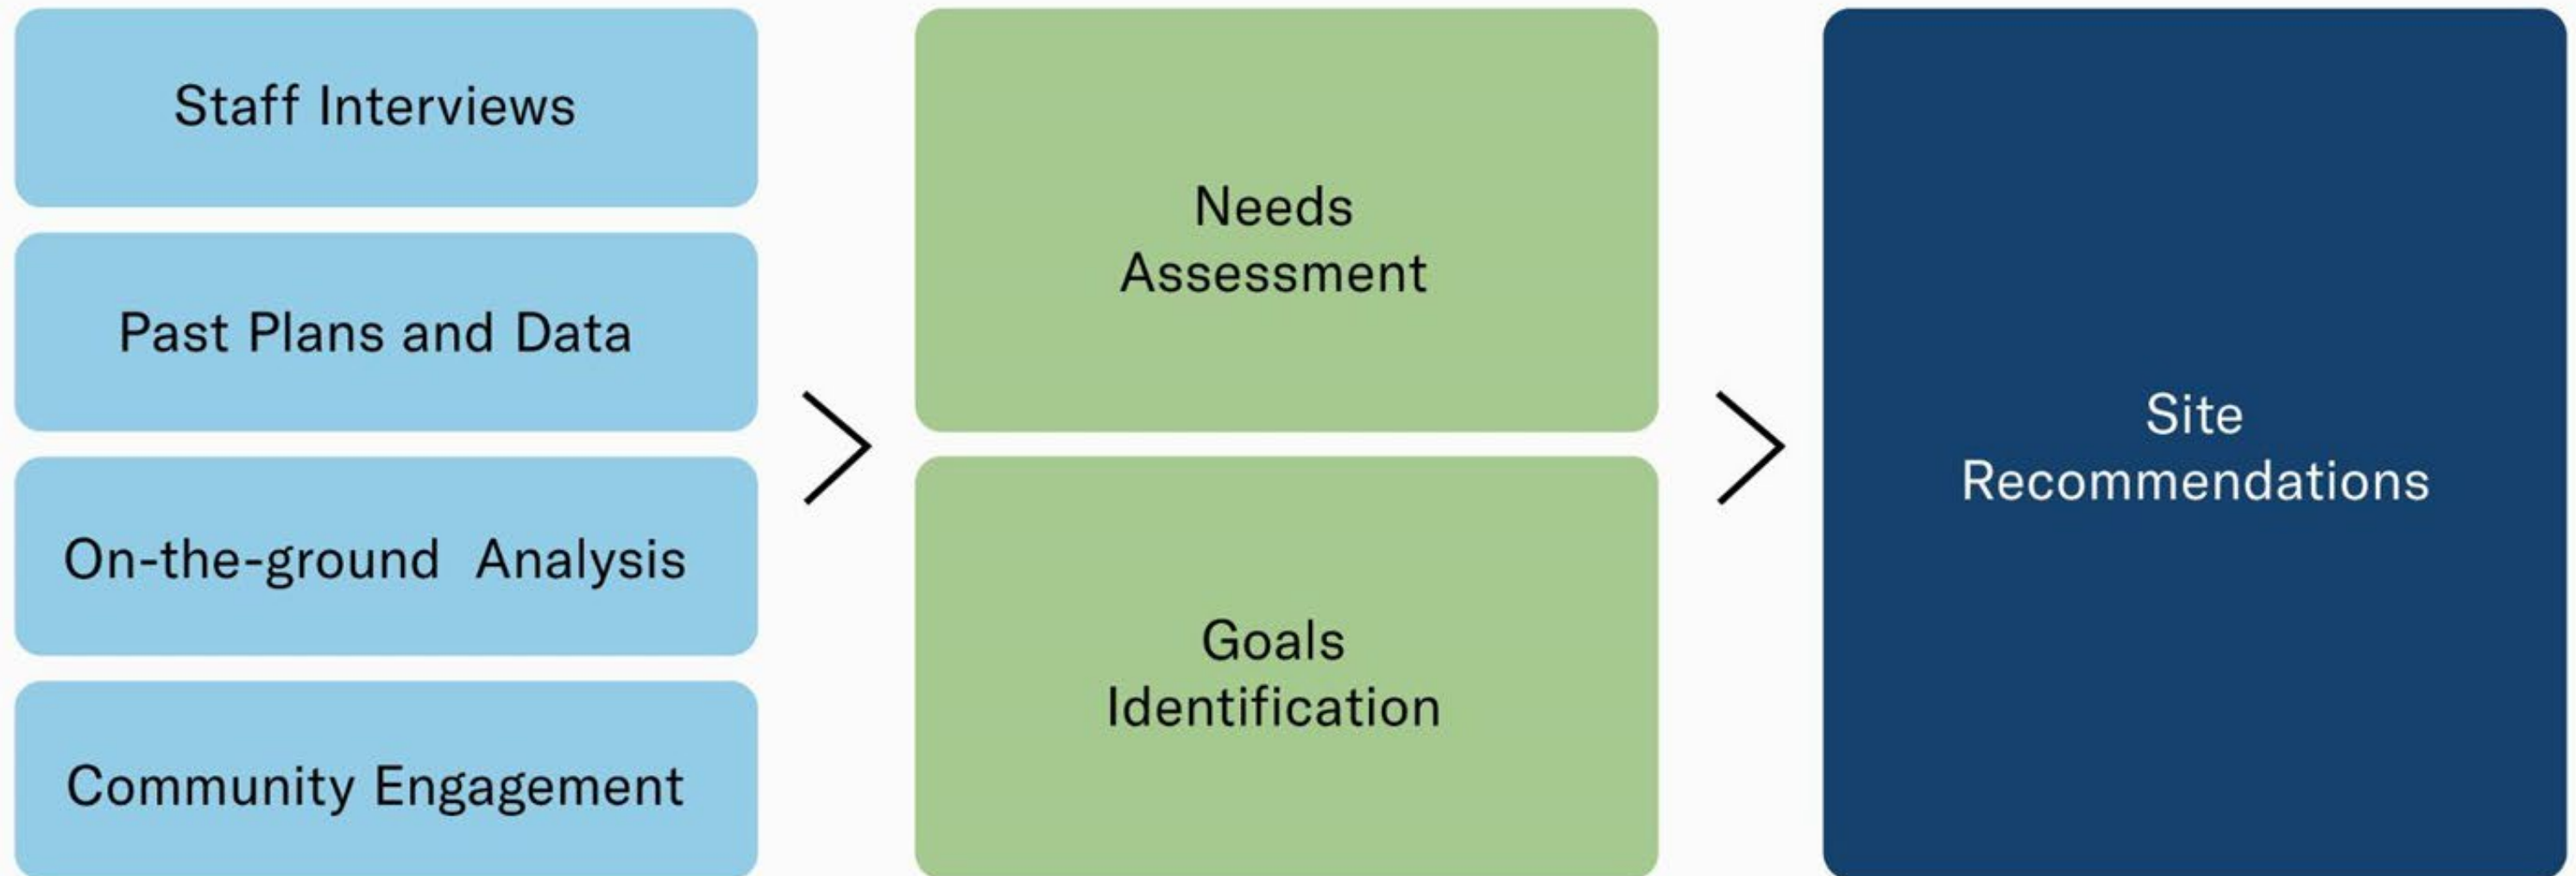 Staff Interviews
Past Plans and Data
On-the-ground  Analysis
Community Engagement
Needs
Assessment
Goals
Identification
Site
Recommendations